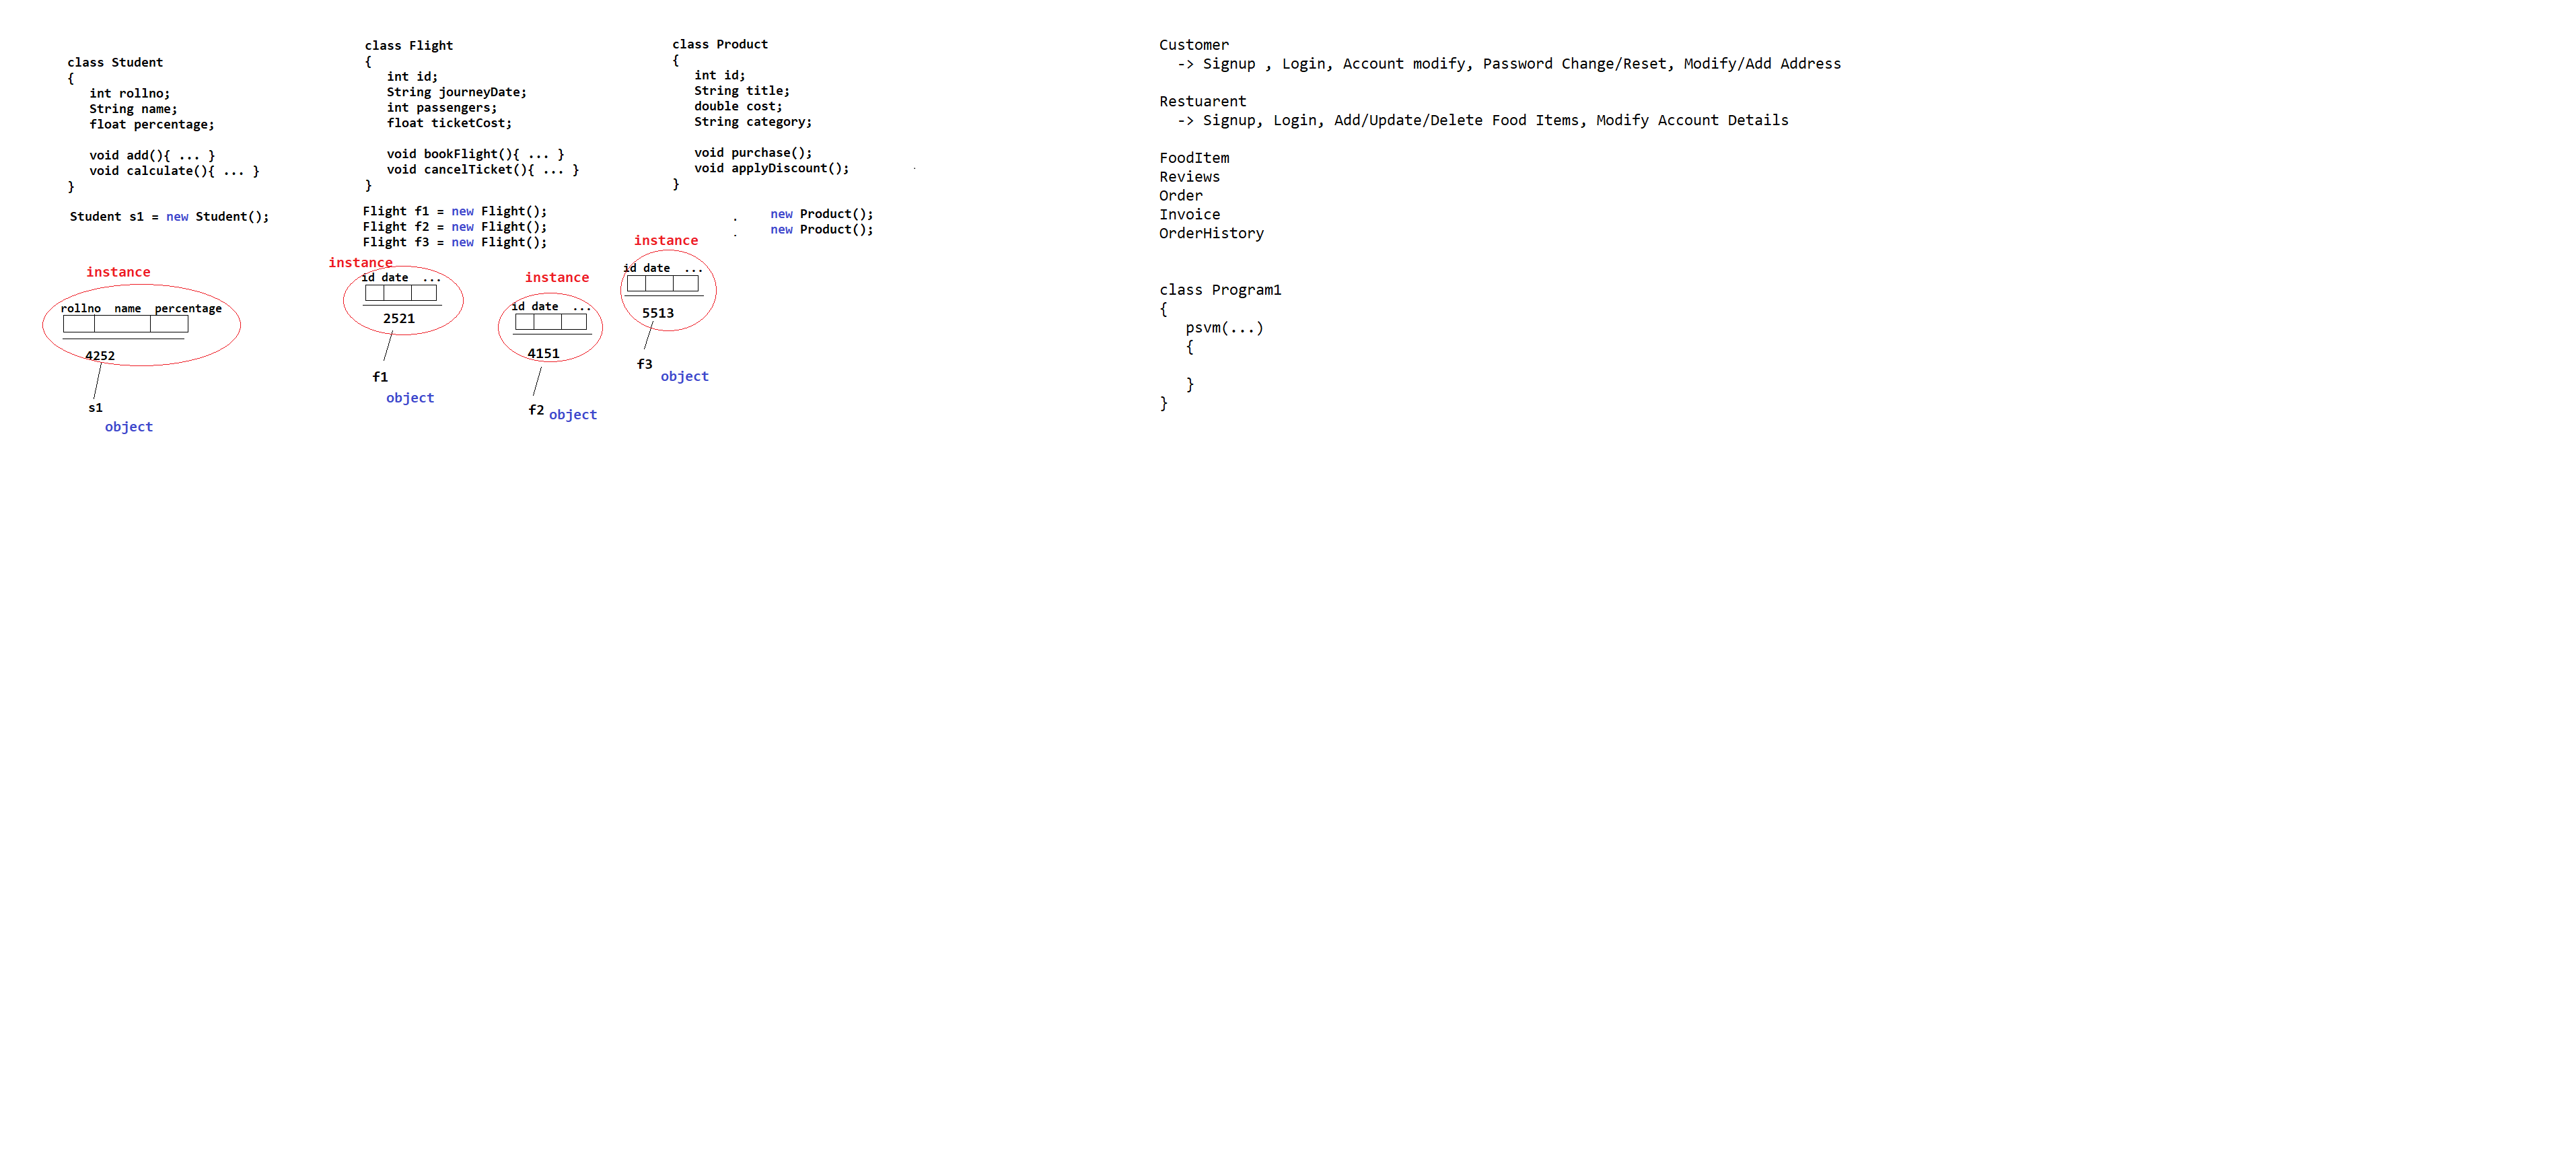 class Student
{
int rollno;
String name;
float percentage;
void add(){ ... }
void calculate(){ ... }
}
Student s1 = new Student();
instance
rollno name percentage
4252
s1
object
class Flight
{
int id;
String journeyDate;
int passengers;
float ticketCost;
void bookFlight(){ ... }
void cancelTicket(){ ... }
}
Flight f1 = new Flight();
Flight f2 = new Flight();
Flight f3 = new Flight();
instance
id date ...
2521
f1
object
instance
id date ...
4151
f2 object
instance
id date ...
5513
f3
object
class Product
{
int id;
String title;
double cost;
String category;
void purchase();
void applyDiscount();
}
. new Product();
. new Product();
Customer
-> Signup , Login, Account modify, Password Change/Reset, Modify/Add Address
Restuarent
-> Signup, Login, Add/Update/Delete Food Items, Modify Account Details
FoodItem
Reviews
Order
Invoice
OrderHistory
class Program1
{
psvm(...)
{
}
}